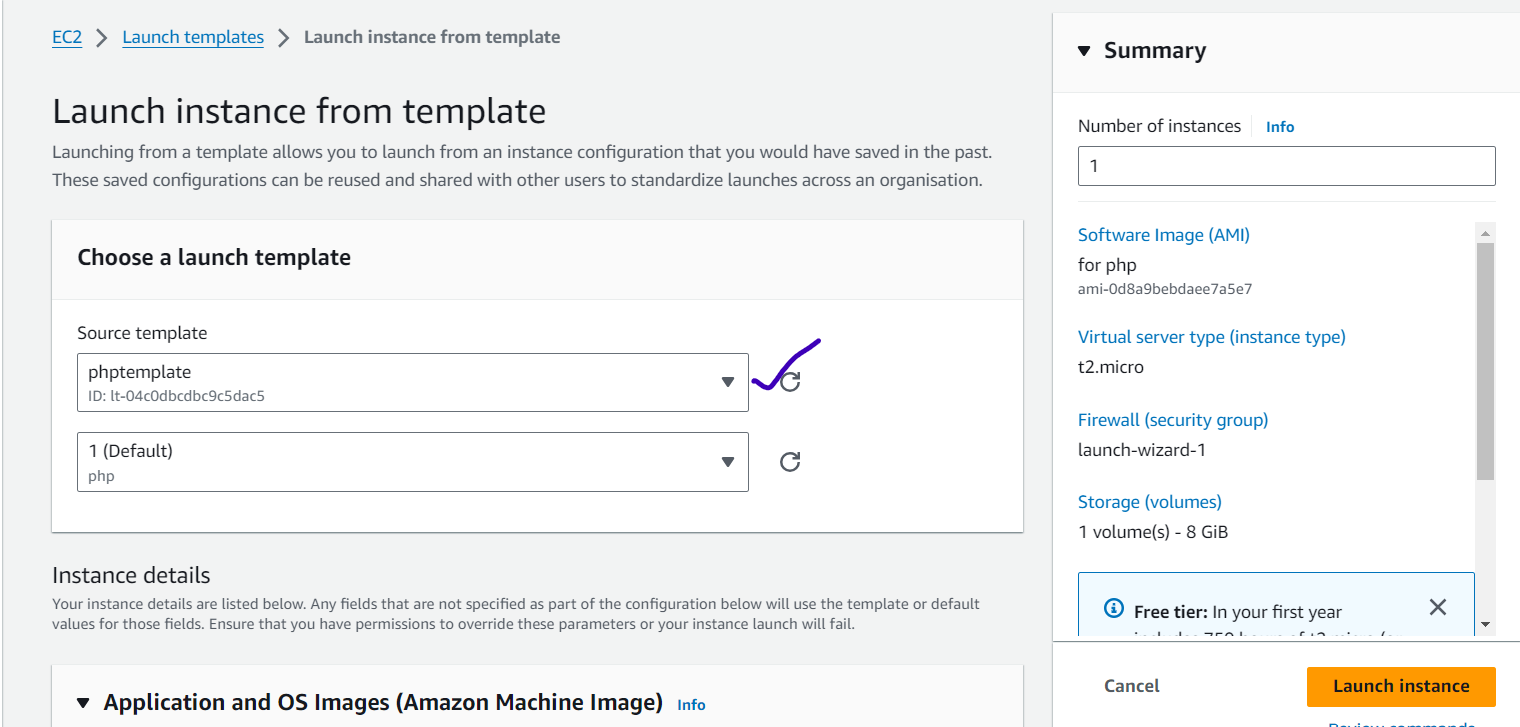 EC2 > Launch templates > Launch instance from template
Launch instance from template
Launching from a template allows you to launch from an instance configuration that you would have saved in the past.
These saved configurations can be reused and shared with other users to standardize launches across an organisation.
Choose a launch template
Source template
phptemplate
ID: lt-04c0dbcdbc9c5dac5
1 (Default)
php
Instance details
Your instance details are listed below. Any fields that are not specified as part of the configuration below will use the template or default
values for those fields. Ensure that you have permissions to override these parameters or your instance launch will fail.
Application and OS Images (Amazon Machine Image) Info
Summary
Number of instances Info
1
Software Image (AMI)
for php
ami-0d8a9bebdaee7a5e7
Virtual server type (instance type)
t2.micro
Firewall (security group)
launch-wizard-1
Storage (volumes)
1 volume(s) - 8 GiB
Free tier: In your first year
Cancel
Launch instance